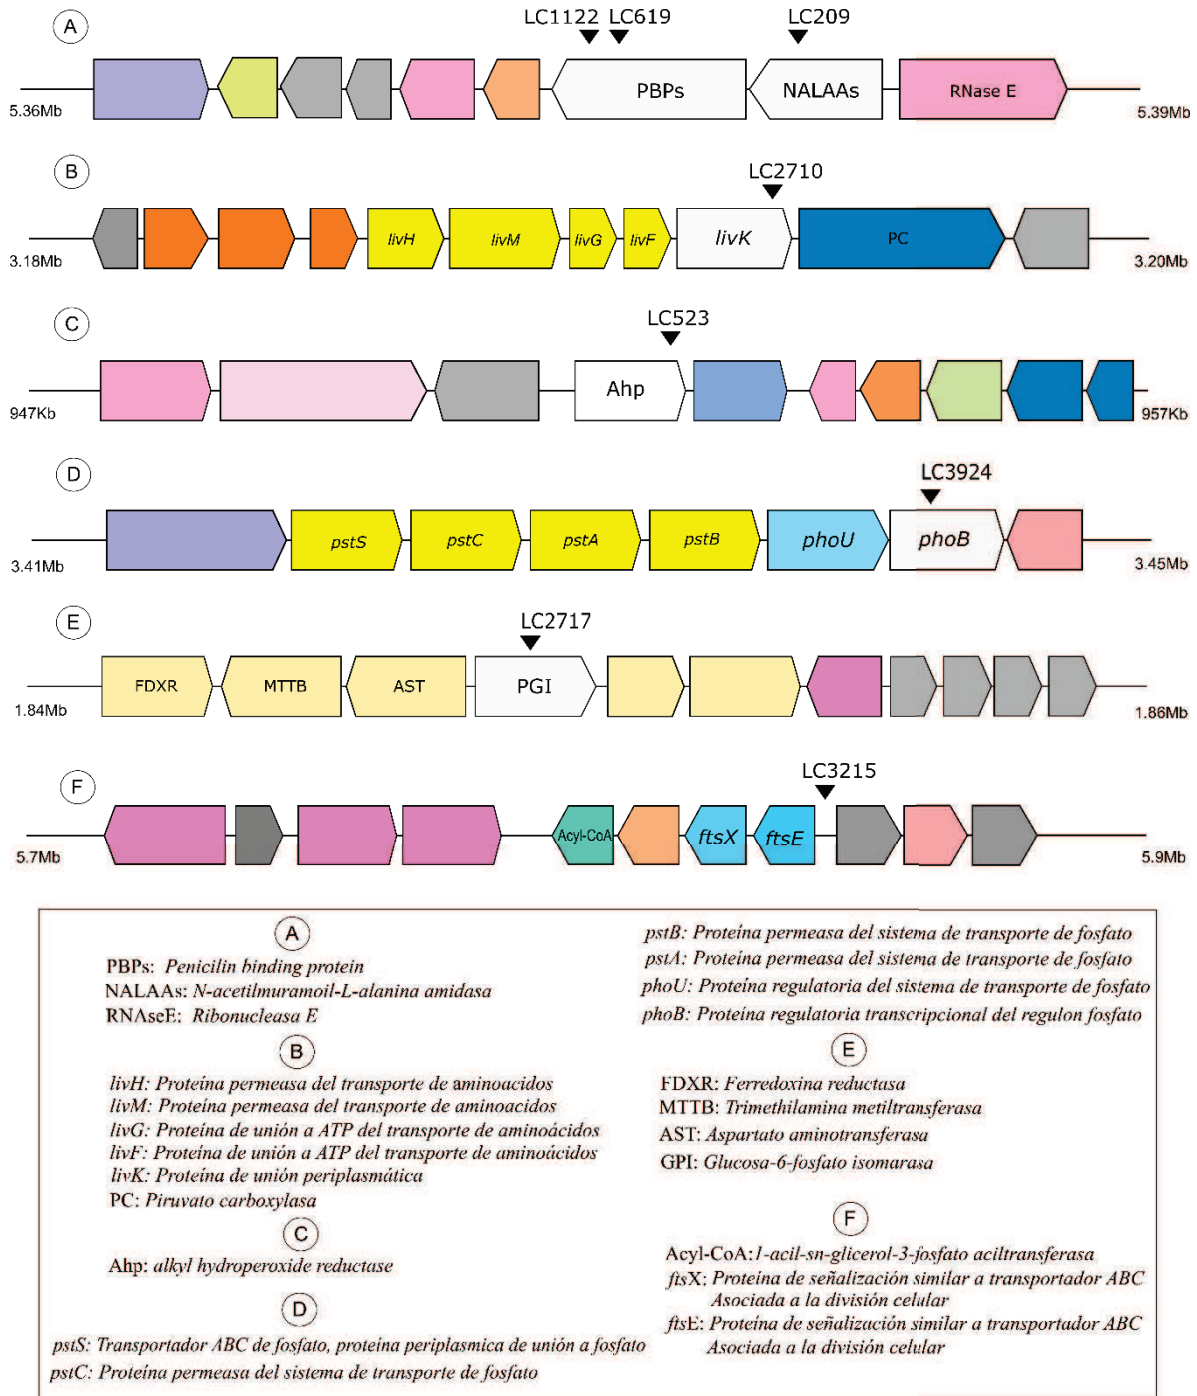 A
LC1122 LC619 LC209
PBPs NALAAs RNase E
5.36Mb 5.39Mb
B
LC2710
livH livM livG livF livK PC
3.18Mb 3.20Mb
C
LC523
Ahp
947Kb 957Kb
D
LC3924
pstS pstC pstA pstB phoU phoB
3.41Mb 3.45Mb
E
LC2717
FDXR MTTB AST PGI
1.84Mb 1.86Mb
F
LC3215
Acyl-CoA ftsX ftsE
5.7Mb 5.9Mb
A
PBPs: Penicilin binding protein
NALAAs: N-acetilmuramoil-L-alanina amidasa
RNAseE: Ribonucleasa E
B
livH: Proteína permeasa del transporte de aminoacidos
livM: Proteína permeasa del transporte de aminoacidos
livG: Proteína de unión a ATP del transporte de aminoácidos
livF: Proteína de unión a ATP del transporte de aminoácidos
livK: Proteína de unión periplasmática
PC: Piruvato carboxylasa
C
Ahp: alkyl hydroperoxide reductase
D
pstS: Transportador ABC de fosfato, proteína periplasmica de unión a fosfato
pstC: Proteína permeasa del sistema de transporte de fosfato
pstB: Proteína permeasa del sistema de transporte de fosfato
pstA: Proteína permeasa del sistema de transporte de fosfato
phoU: Proteína regulatoria del sistema de transporte de fosfato
phoB: Proteína regulatoria transcripcional del regulon fosfato
E
FDXR: Ferredoxina reductasa
MTTB: Trimethilamina metiltransferasa
AST: Aspartato aminotransferasa
GPI: Glucosa-6-fosfato isomarasa
F
Acyl-CoA: 1-acil-sn-glicerol-3-fosfato aciltransferasa
ftsX: Proteína de señalización similar a transportador ABC
Asociada a la división celular
ftsE: Proteína de señalización similar a transportador ABC
Asociada a la división celular